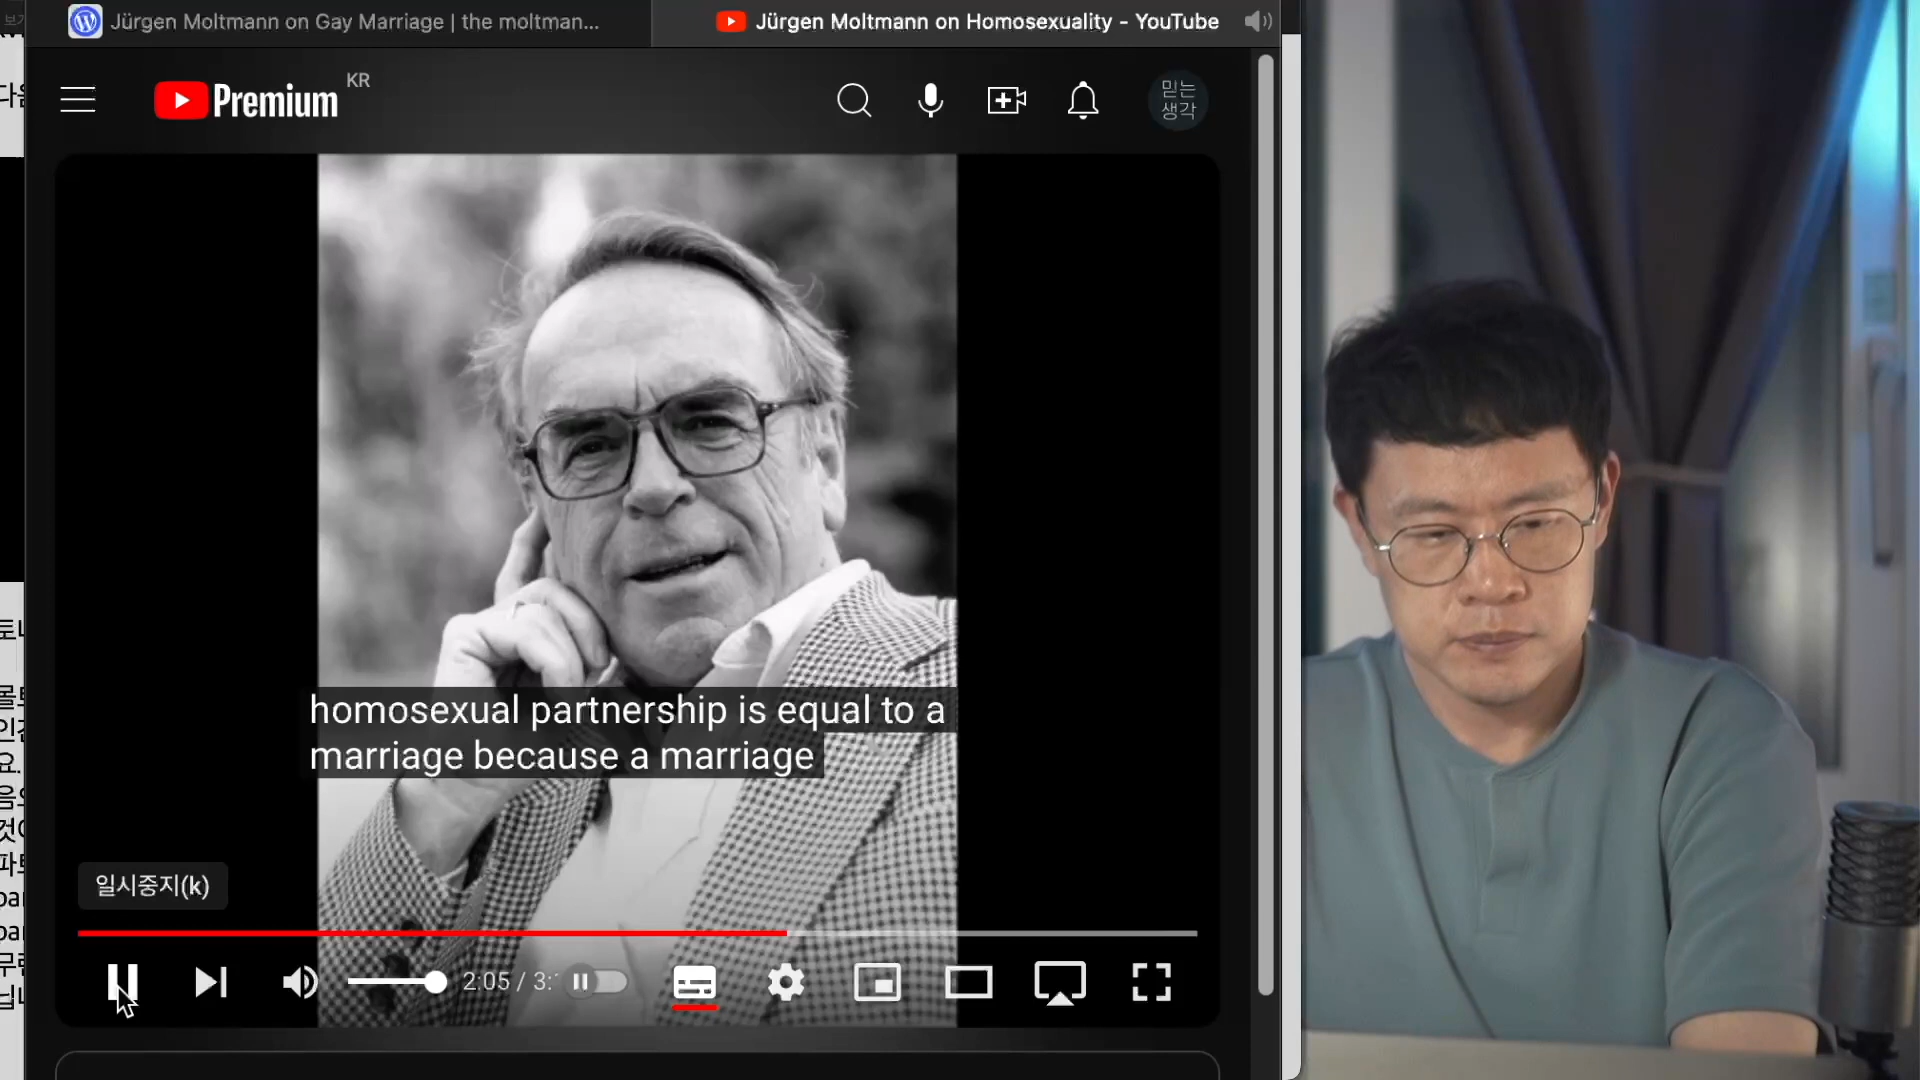 Jürgen Moltmann on Gay Marriage | the moltman...
Jürgen Moltmann on Homosexuality - YouTube
Premium KR
믿는
생각
homosexual partnership is equal to a
marriage because a marriage
일시중지(k)
2:05 / 3: